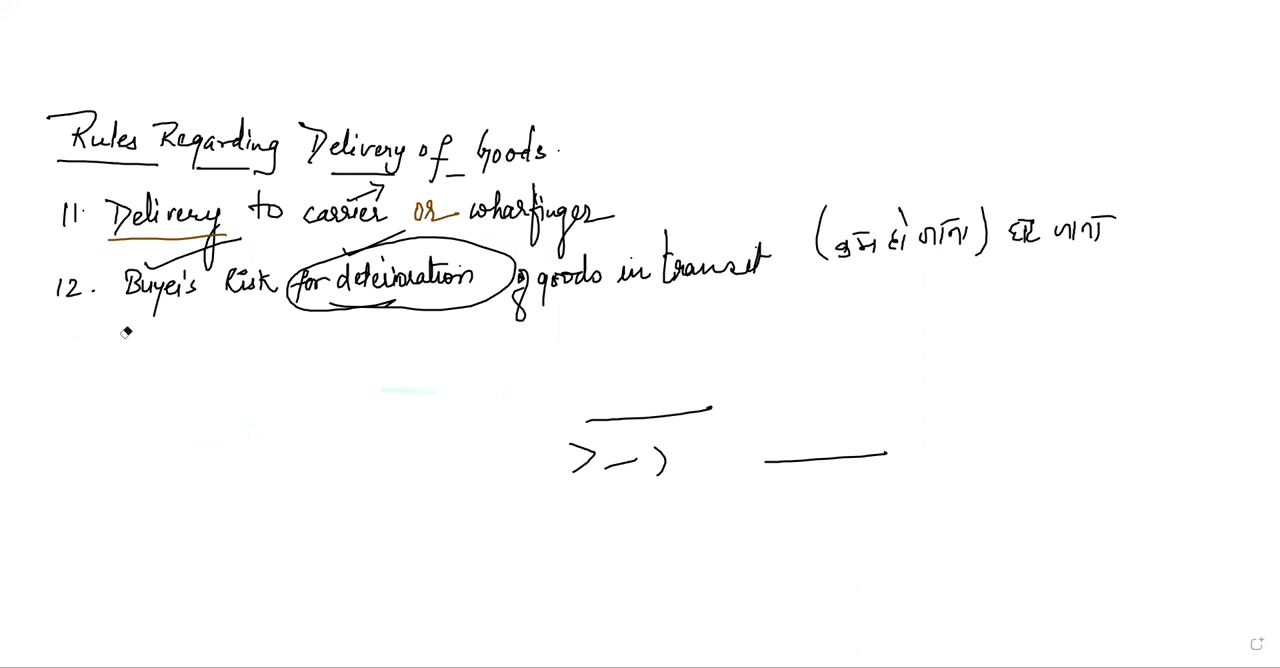 Rules Regarding Delivery of Goods.
11. Delivery to carrier or wharfinger
12. Buyer's Risk for deterioration of goods in transit (कम हो जाना)